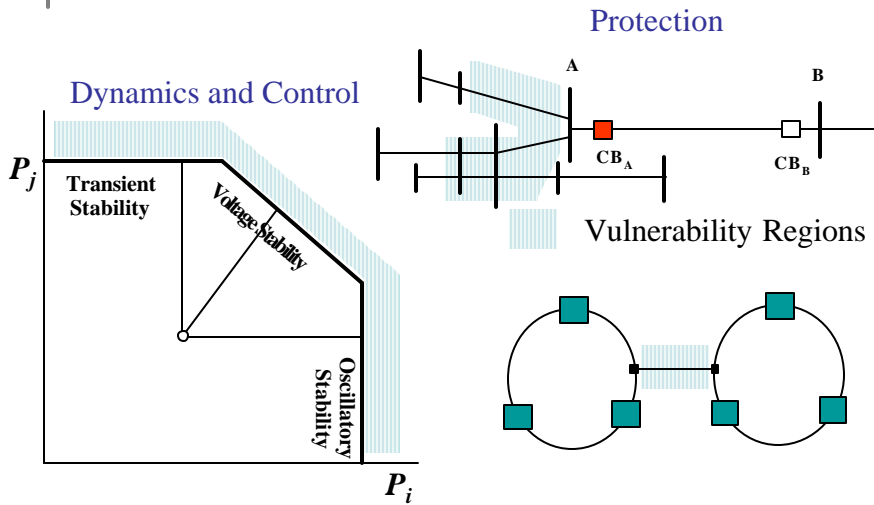 Protection
A
B
Dynamics and Control
CB_A
CB_B
P_j
Transient
Stability
Voltage Stability
Vulnerability Regions
Oscillatory
Stability
P_i